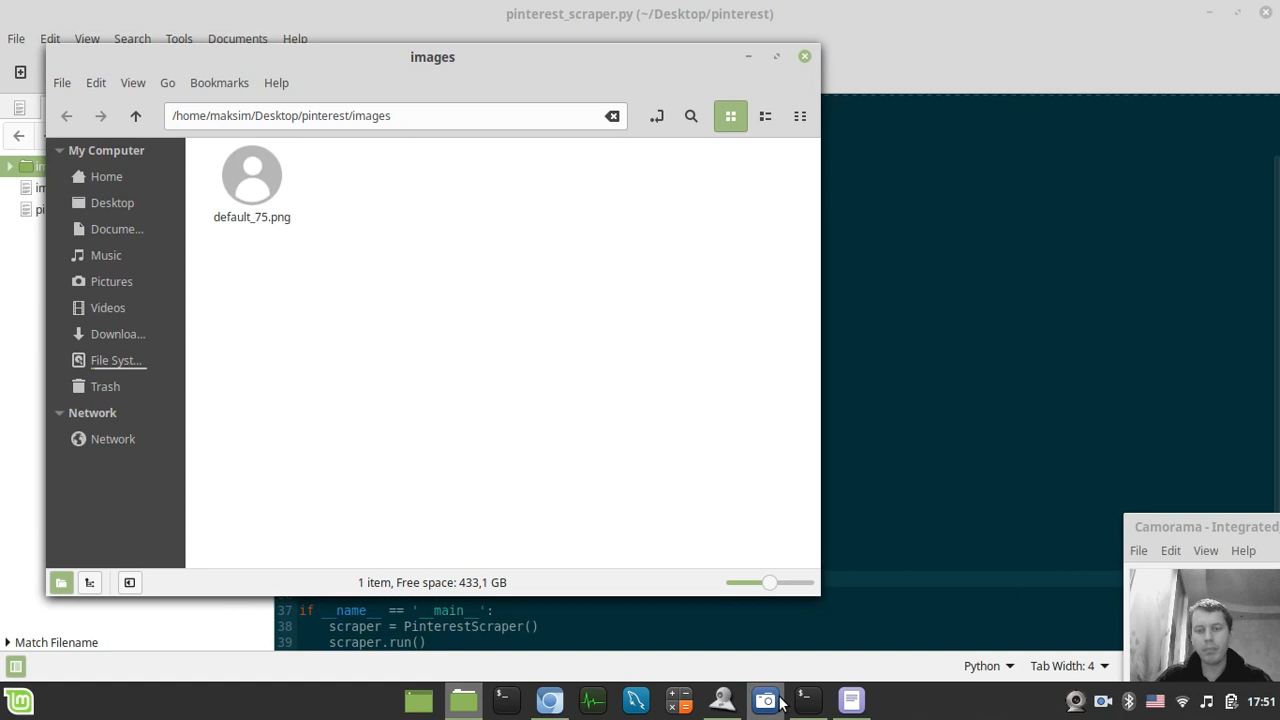 pinterest_scraper.py (~/Desktop/pinterest)
File Edit View Search Tools Documents Help
images
File Edit View Go Bookmarks Help
/home/maksim/Desktop/pinterest/images
My Computer
Home
Desktop
Docume...
Music
Pictures
Videos
Downloa...
File Syst...
Trash
Network
Network
default_75.png
1 item, Free space: 433,1 GB
im
im
pi
37 if __name__ == '__main__':
38 scraper = PinterestScraper()
39 scraper.run()
Match Filename
Python Tab Width: 4
Camorama - Integrated
File Edit View Help
17:51